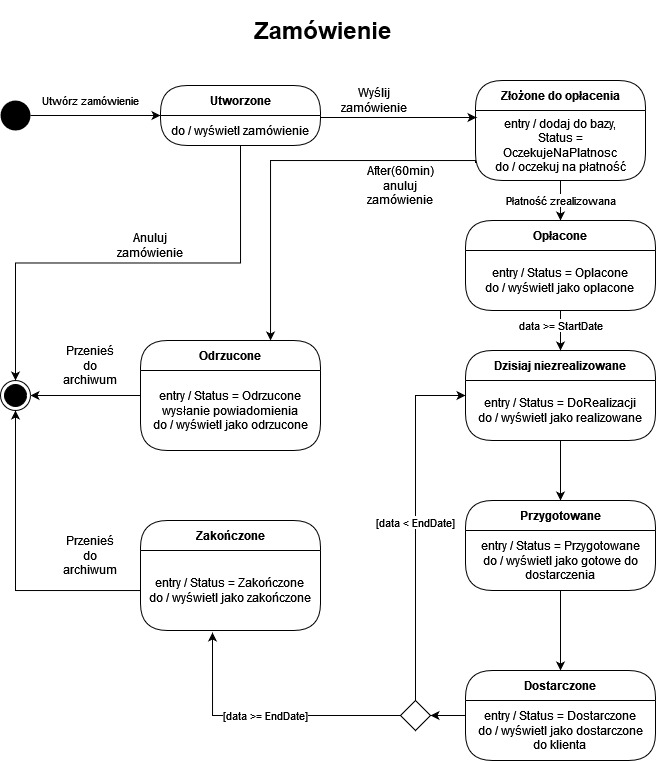 Zamówienie
Utwórz zamówienie
Utworzone
do / wyświetl zamówienie
Wyślij
zamówienie
Złożone do opłacenia
entry / dodaj do bazy,
Status =
OczekujeNaPlatnosc
do / oczekuj na płatność
After(60min)
anuluj
zamówienie
Płatność zrealizowana
Anuluj
zamówienie
Opłacone
entry / Status = Oplacone
do / wyświetl jako oplacone
data >= StartDate
Przenieś
do
archiwum
Odrzucone
entry / Status = Odrzucone
wysłanie powiadomienia
do / wyświetl jako odrzucone
Dzisiaj niezrealizowane
entry / Status = DoRealizacji
do / wyświetl jako realizowane
[data < EndDate]
Przygotowane
entry / Status = Przygotowane
do / wyświetl jako gotowe do
dostarczenia
Przenieś
do
archiwum
Zakończone
entry / Status = Zakończone
do / wyświetl jako zakończone
[data >= EndDate]
Dostarczone
entry / Status = Dostarczone
do / wyświetl jako dostarczone
do klienta